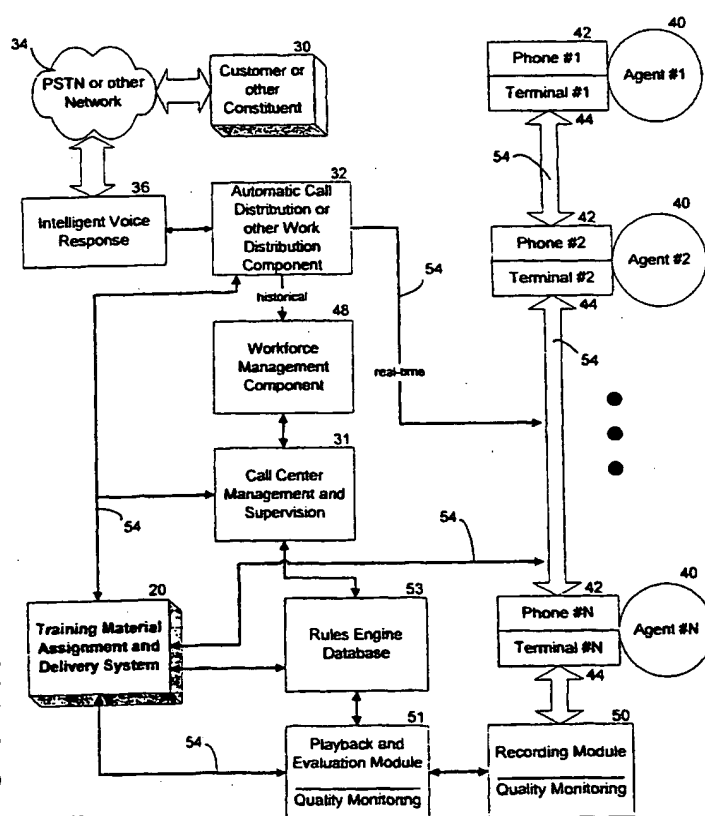 34
PSTN or other
Network
30
Customer or
other
Constituent
42
40
Phone #1
Terminal #1
Agent #1
44
54
36
Intelligent Voice
Response
32
Automatic Call
Distribution or
other Work
Distribution
Component
42
40
Phone #2
Terminal #2
Agent #2
44
54
54
historical
48
Workforce
Management
Component
real-time
31
Call Center
Management and
Supervision
54
54
20
Training Material
Assignment and
Delivery System
53
Rules Engine
Database
42
40
Phone #N
Terminal #N
Agent #N
44
54
51
Playback and
Evaluation Module
Quality Monitoring
50
Recording Module
Quality Monitoring